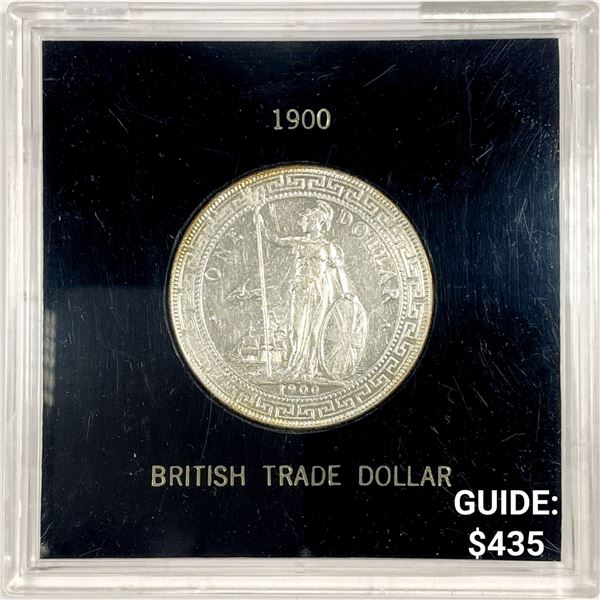 1900
ONE DOLLAR
1900
BRITISH TRADE DOLLAR
GUIDE:
$435